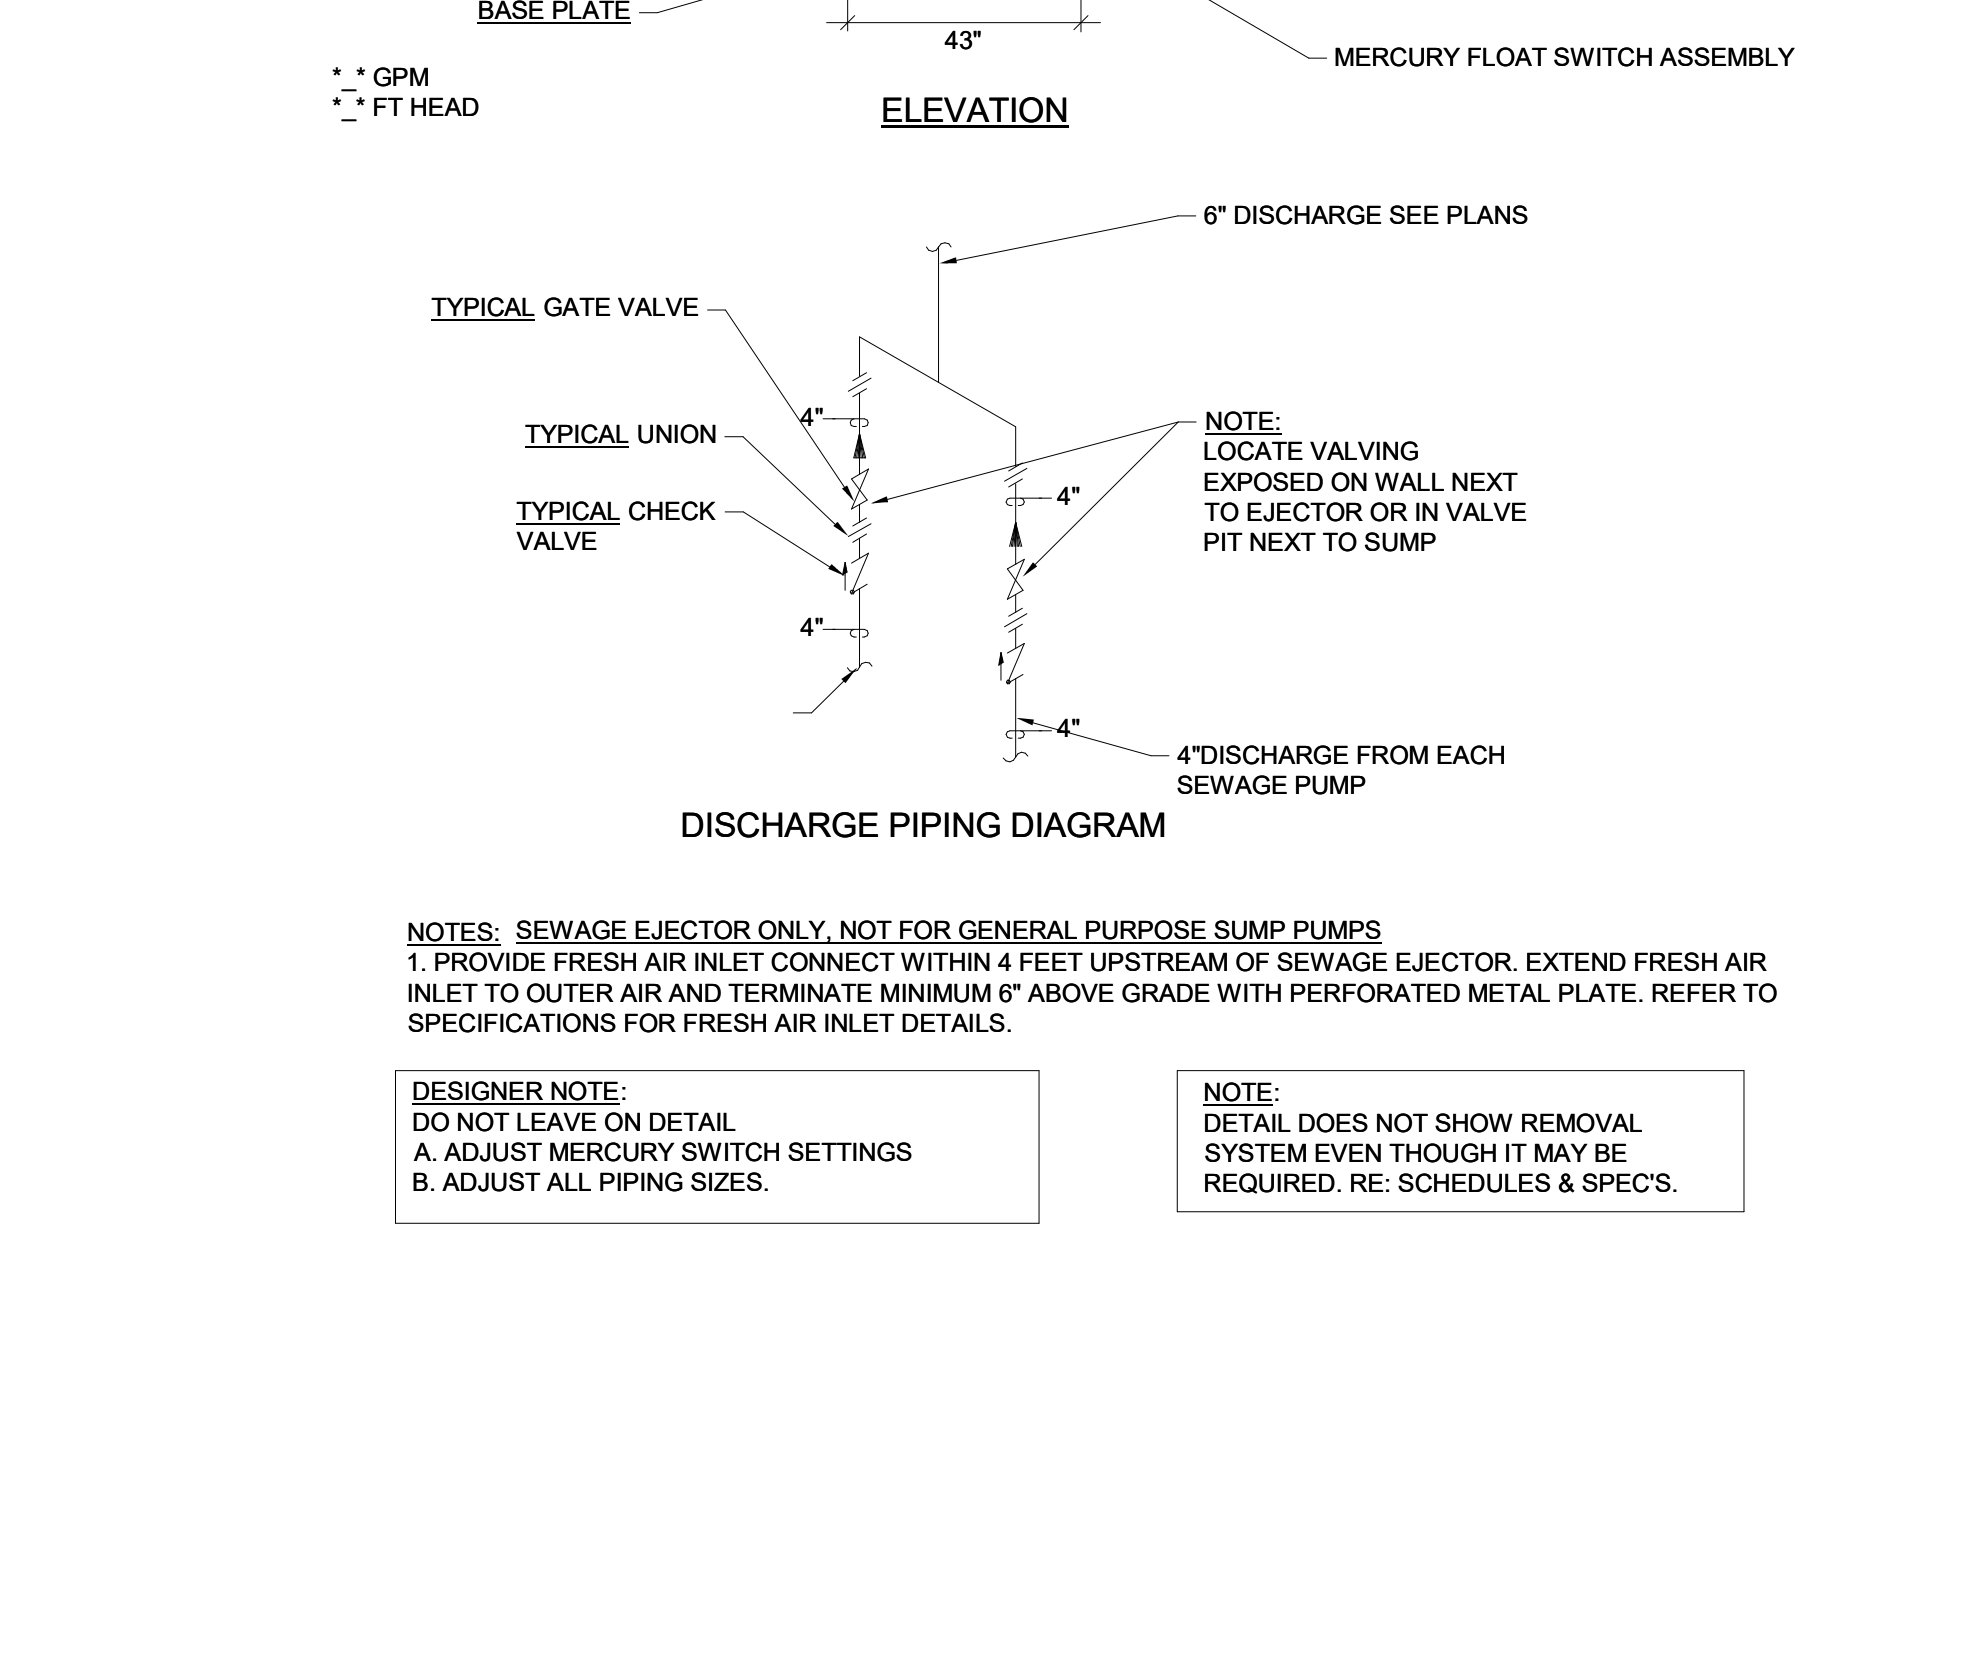 BASE PLATE
43"
MERCURY FLOAT SWITCH ASSEMBLY
*_* GPM
*_* FT HEAD
ELEVATION
6" DISCHARGE SEE PLANS
TYPICAL GATE VALVE
4"
TYPICAL UNION
NOTE:
LOCATE VALVING
EXPOSED ON WALL NEXT
TO EJECTOR OR IN VALVE
PIT NEXT TO SUMP
4"
TYPICAL CHECK
VALVE
4"
4"
4"DISCHARGE FROM EACH
SEWAGE PUMP
DISCHARGE PIPING DIAGRAM
NOTES: SEWAGE EJECTOR ONLY, NOT FOR GENERAL PURPOSE SUMP PUMPS
1. PROVIDE FRESH AIR INLET CONNECT WITHIN 4 FEET UPSTREAM OF SEWAGE EJECTOR. EXTEND FRESH AIR
INLET TO OUTER AIR AND TERMINATE MINIMUM 6" ABOVE GRADE WITH PERFORATED METAL PLATE. REFER TO
SPECIFICATIONS FOR FRESH AIR INLET DETAILS.
DESIGNER NOTE:
DO NOT LEAVE ON DETAIL
A. ADJUST MERCURY SWITCH SETTINGS
B. ADJUST ALL PIPING SIZES.
NOTE:
DETAIL DOES NOT SHOW REMOVAL
SYSTEM EVEN THOUGH IT MAY BE
REQUIRED. RE: SCHEDULES & SPEC'S.